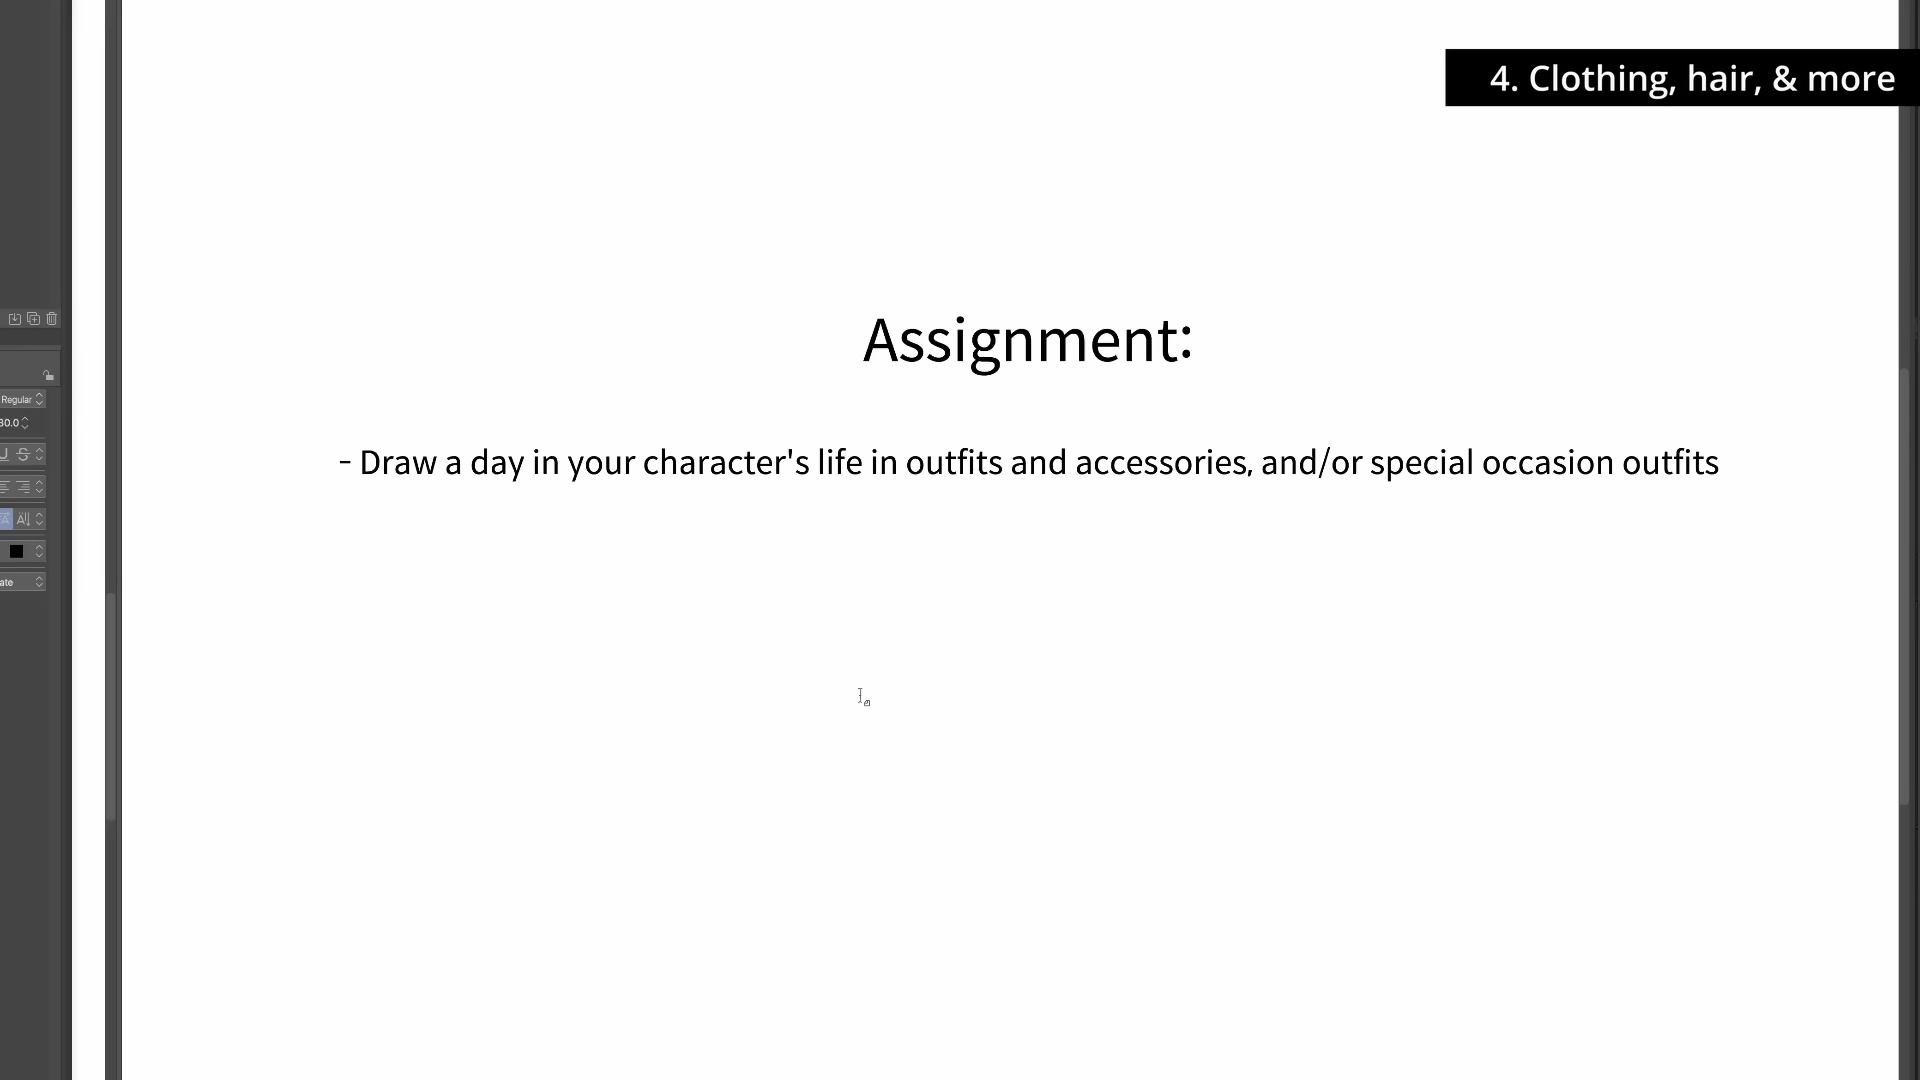 4. Clothing, hair, & more
Assignment:
- Draw a day in your character's life in outfits and accessories, and/or special occasion outfits
Regular
30.0
ate